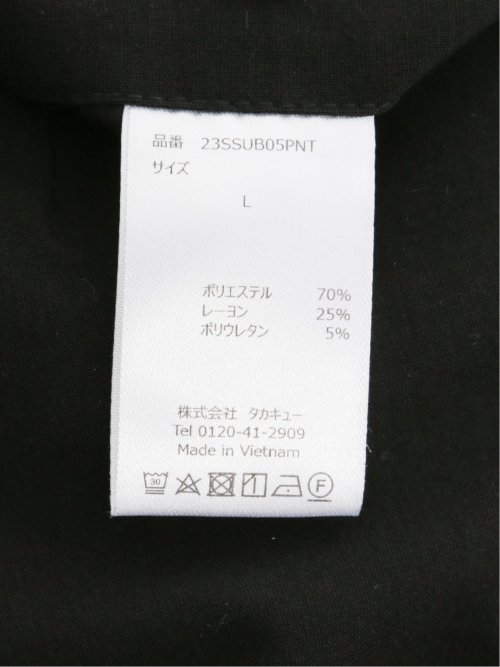 品番 23SSUB05PNT
サイズ
L
ポリエステル 70%
レーヨン 25%
ポリウレタン 5%
株式会社 タカキュー
Tel 0120-41-2909
Made in Vietnam
30 F